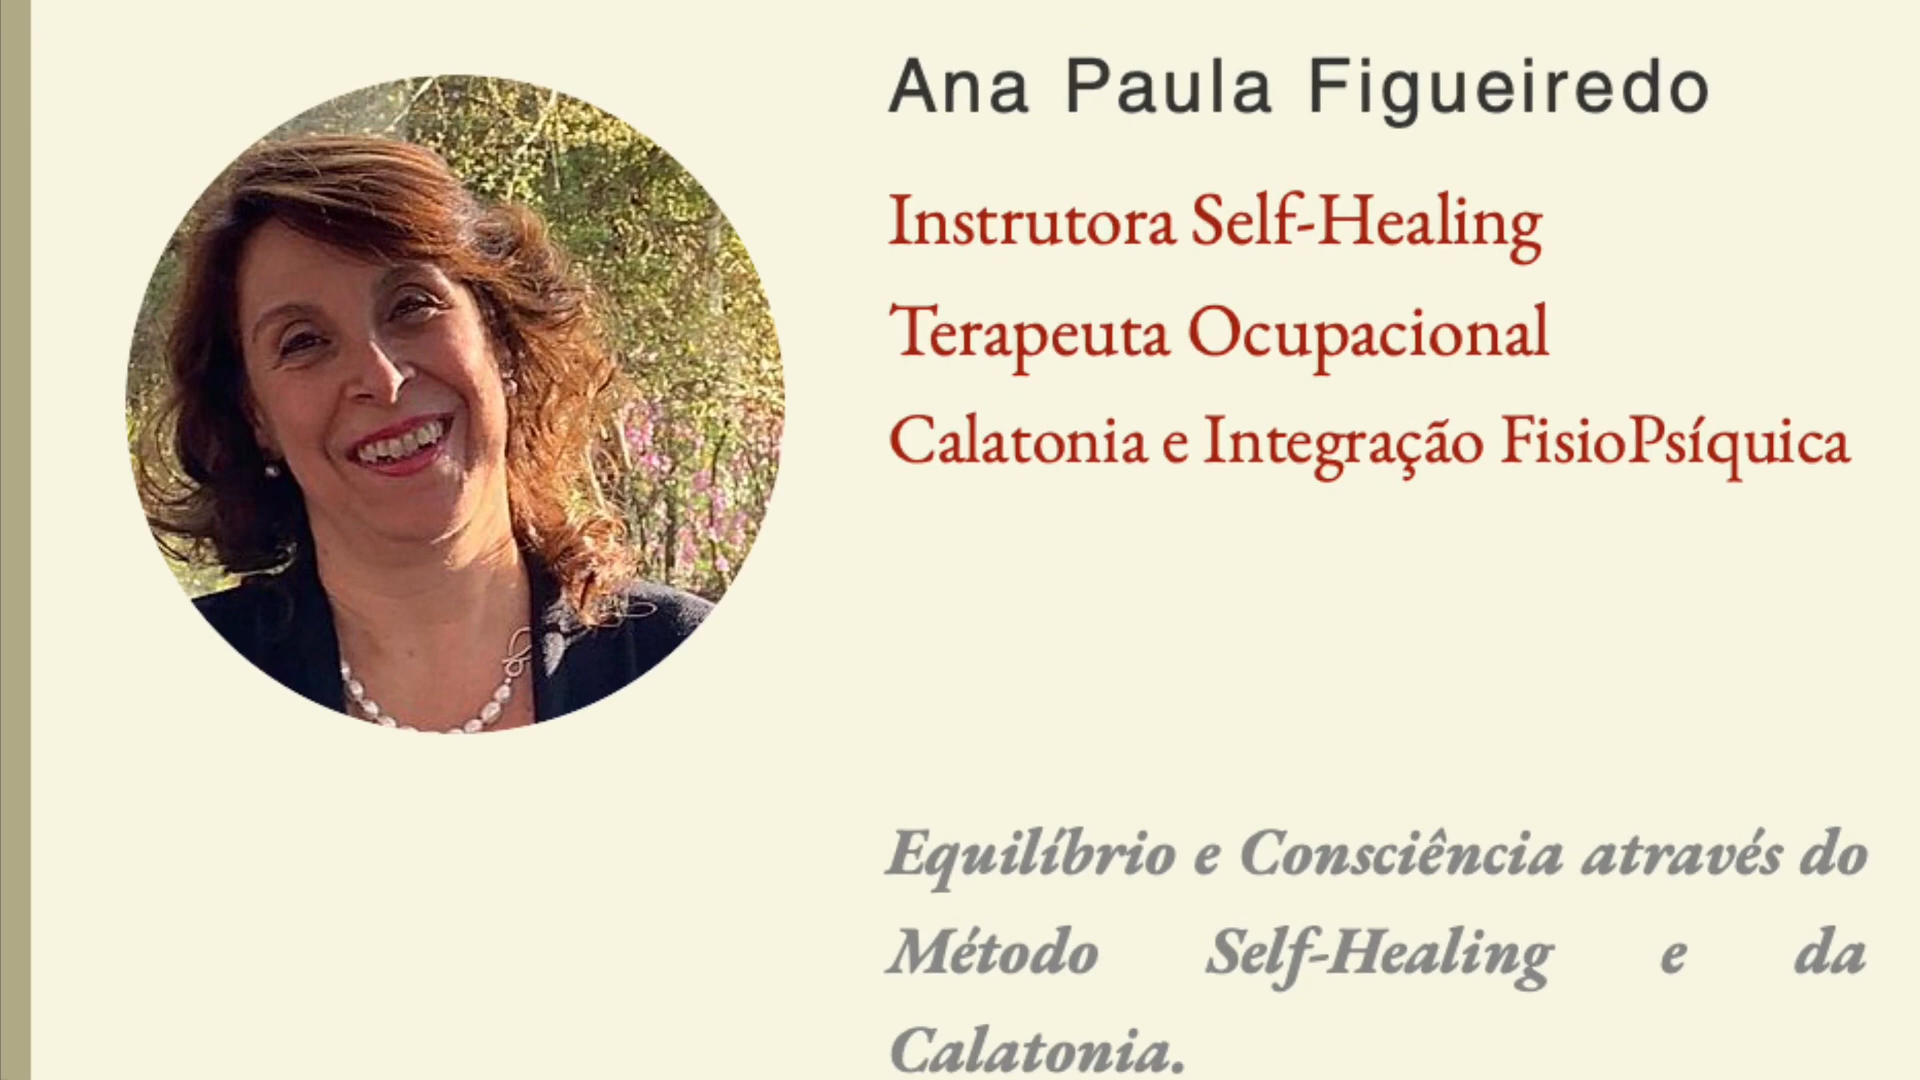 Ana Paula Figueiredo
Instrutora Self-Healing
Terapeuta Ocupacional
Calatonia e Integração FisioPsíquica
Equilíbrio e Consciência através do
Método Self-Healing e da
Calatonia.